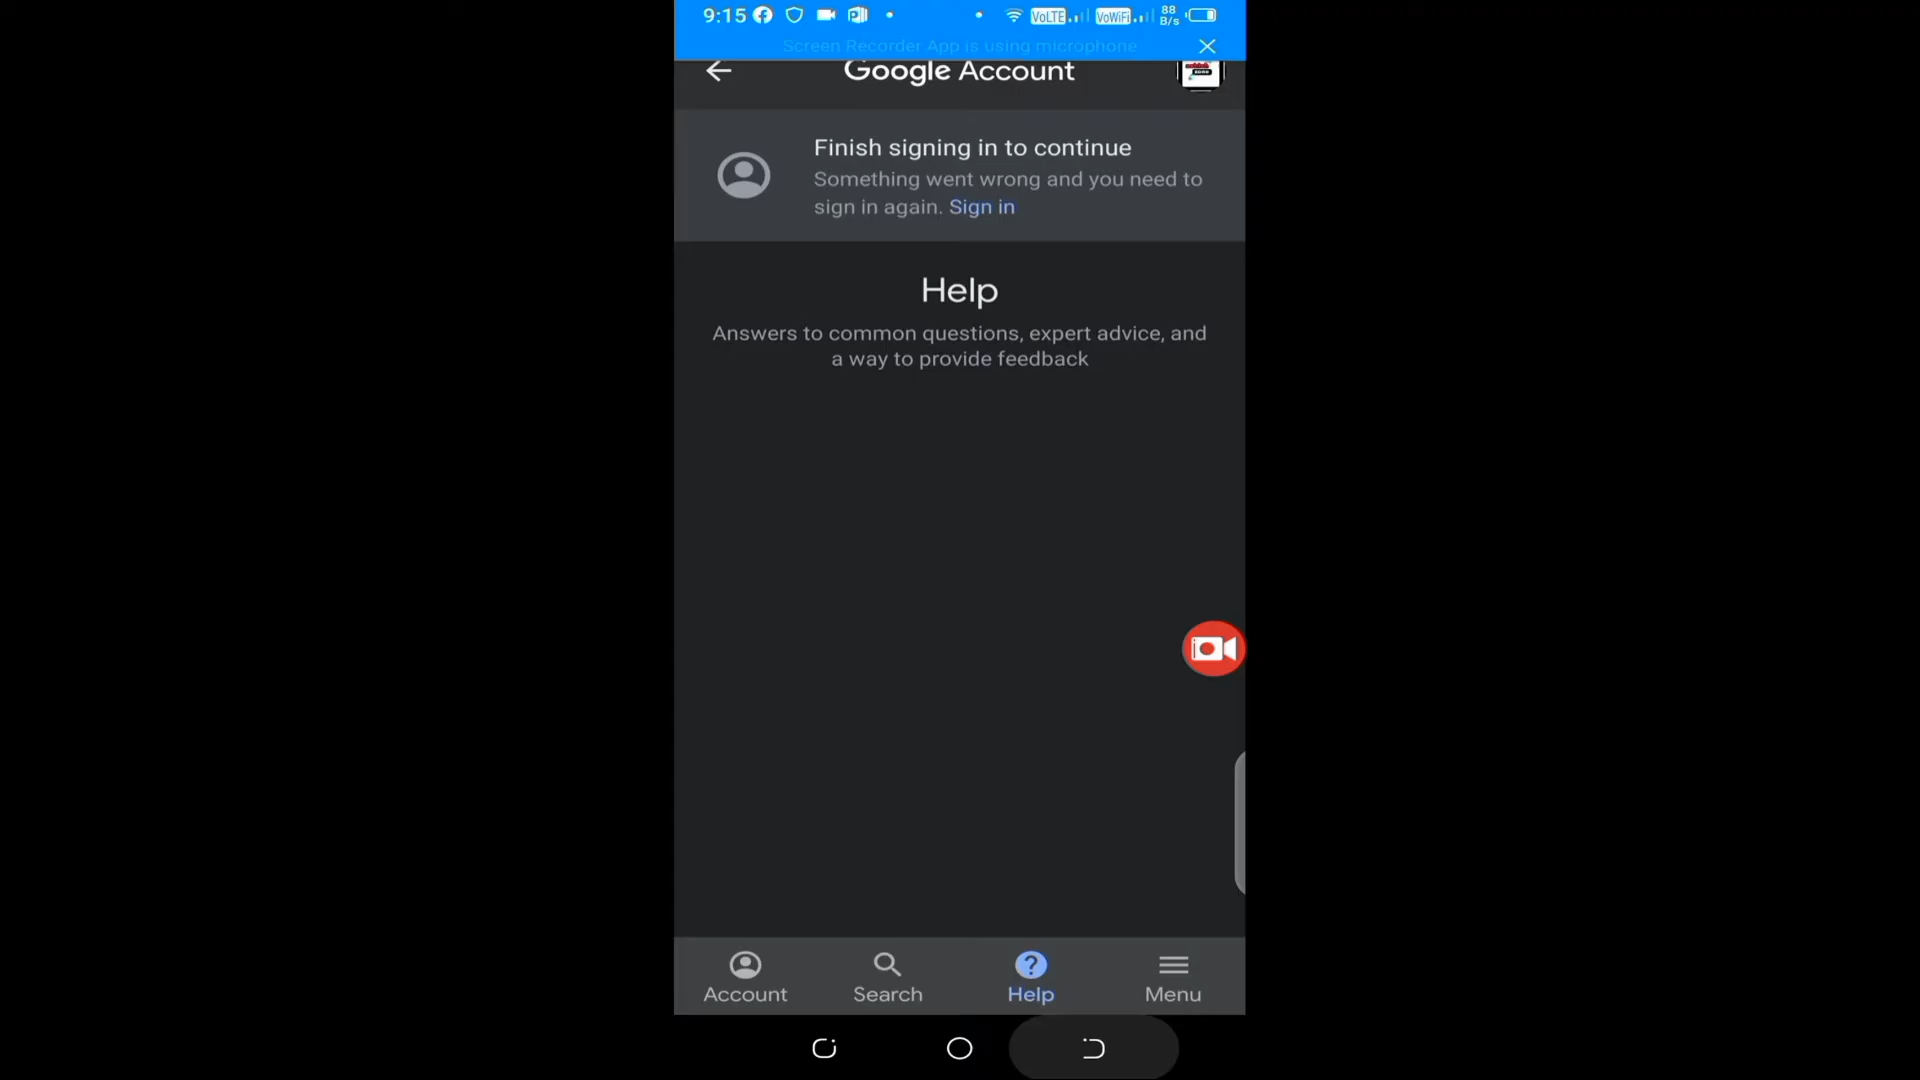 9:15 VoLTE VoWiFi 88 B/s
Screen Recorder App is using microphone
Google Account
Finish signing in to continue
Something went wrong and you need to
sign in again. Sign in
Help
Answers to common questions, expert advice, and
a way to provide feedback
Account Search Help Menu